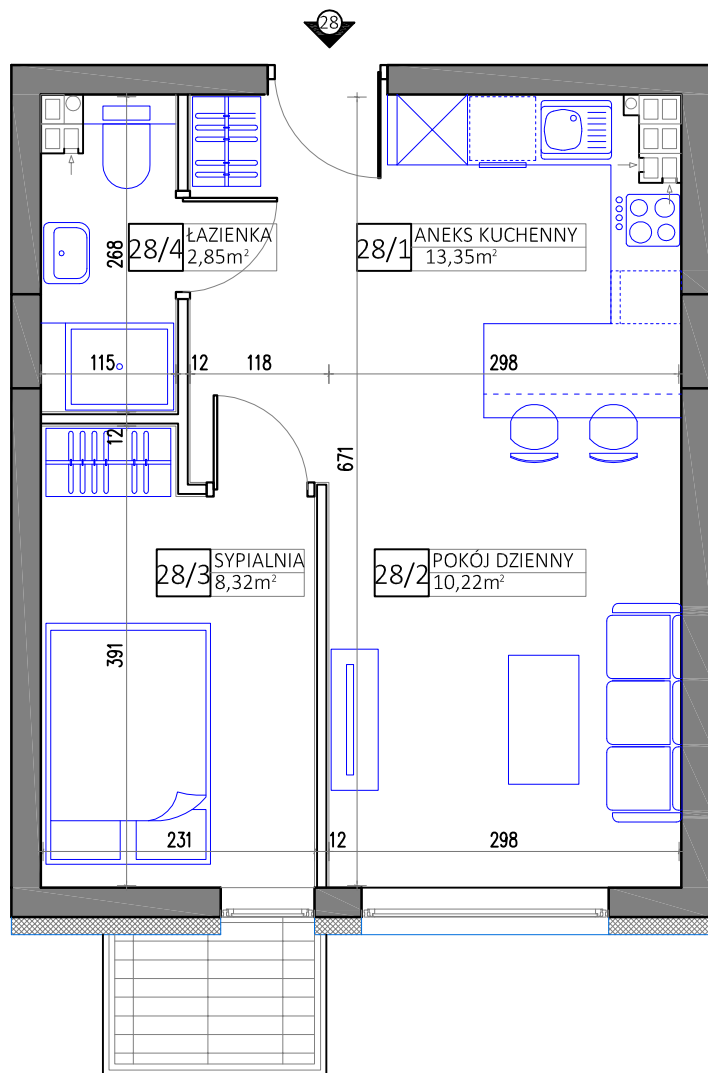 28
28/4 ŁAZIENKA
2,85m²
28/1 ANEKS KUCHENNY
13,35m²
268
115
12
118
298
12
671
28/3 SYPIALNIA
8,32m²
28/2 POKÓJ DZIENNY
10,22m²
391
231
12
298